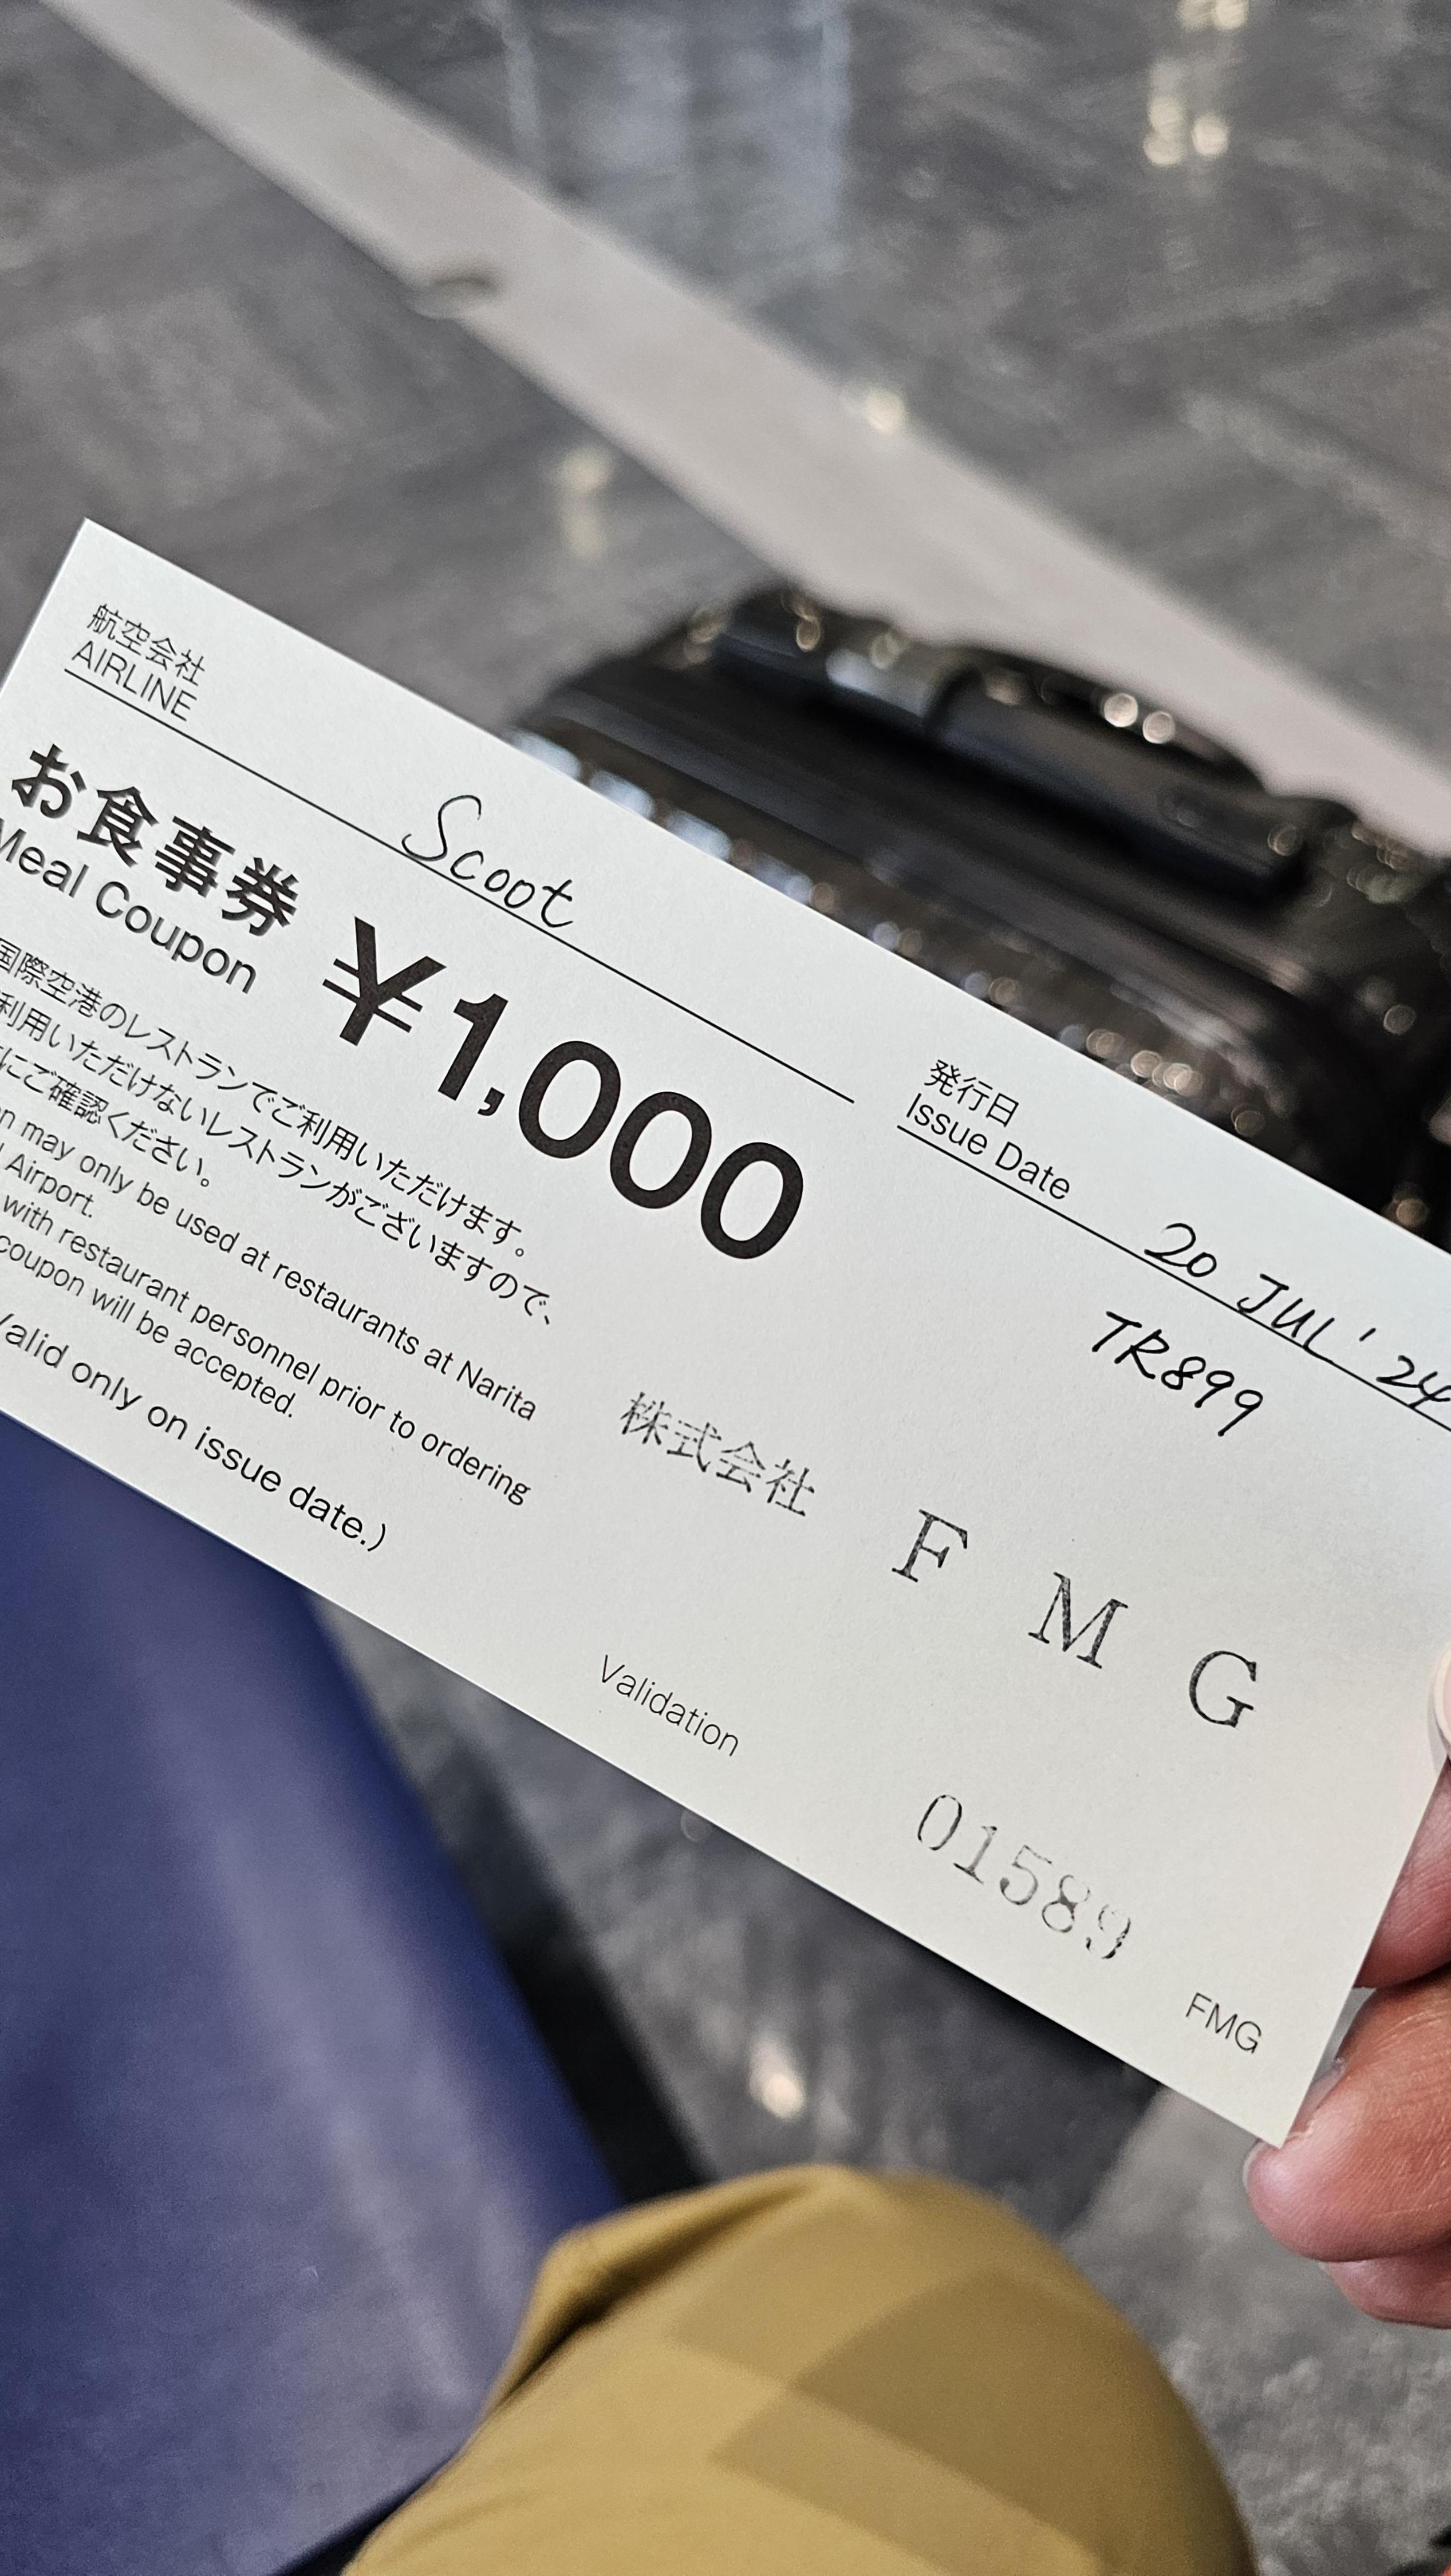 航空会社
AIRLINE
Scoot
発行日
Issue Date
20 JUL '24
TR899
お食事券
Meal Coupon
¥1,000
国際空港のレストランでご利用いただけます。
利用いただけないレストランがございますので、
にご確認ください。
may only be used at restaurants at Narita
Airport.
with restaurant personnel prior to ordering
coupon will be accepted.
Valid only on issue date.)
株式会社 F M G
Validation
01589
FMG